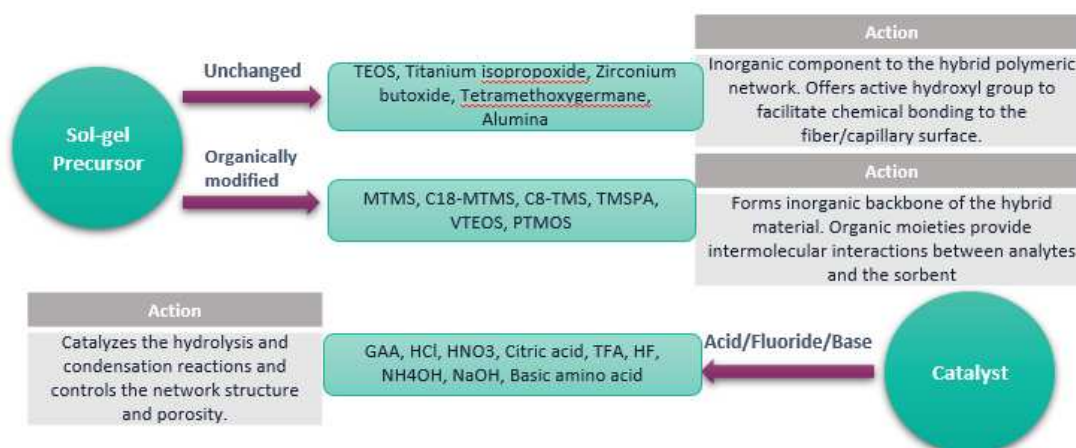 Sol-gel
Precursor
Unchanged
TEOS, Titanium isopropoxide, Zirconium
butoxide, Tetramethoxygermane,
Alumina
Action
Inorganic component to the hybrid polymeric
network. Offers active hydroxyl group to
facilitate chemical bonding to the
fiber/capillary surface.
Organically
modified
MTMS, C18-MTMS, C8-TMS, TMSPA,
VTEOS, PTMOS
Action
Forms inorganic backbone of the hybrid
material. Organic moieties provide
intermolecular interactions between analytes
and the sorbent
Action
Catalyzes the hydrolysis and
condensation reactions and
controls the network structure
and porosity.
GAA, HCl, HNO3, Citric acid, TFA, HF,
NH4OH, NaOH, Basic amino acid
Acid/Fluoride/Base
Catalyst